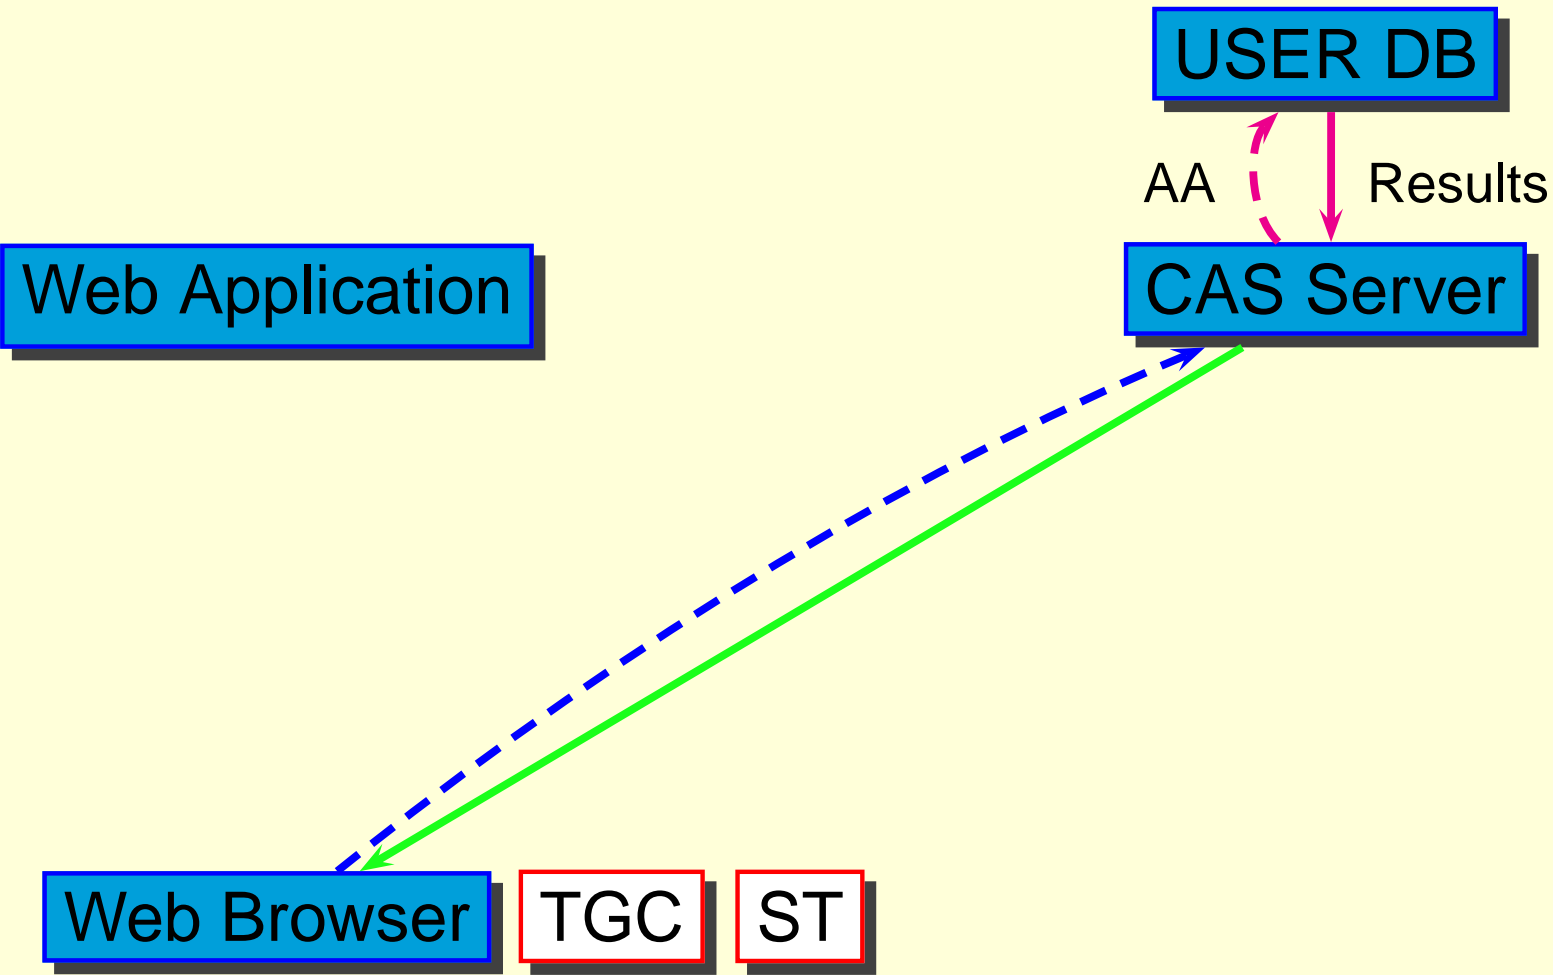 USER DB
AA
Results
Web Application
CAS Server
Web Browser
TGC
ST